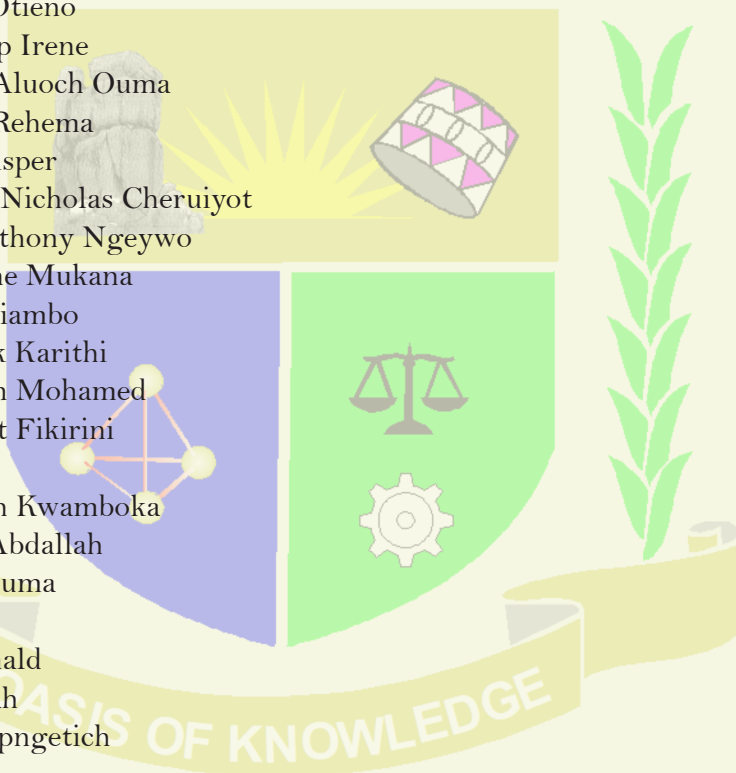 Otieno
p Irene
Aluoch Ouma
Rehema
sper
Nicholas Cheruiyot
thony Ngeywo
ne Mukana
iambo
k Karithi
n Mohamed
t Fikirini
n Kwamboka
Abdallah
uma
ald
h
pngetich
OASIS OF KNOWLEDGE